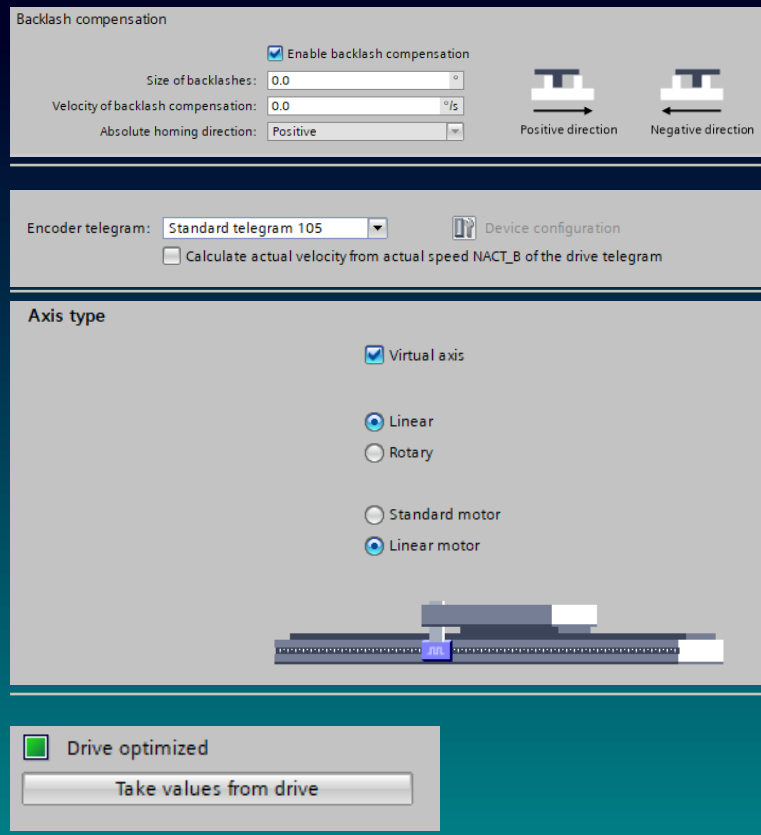 Backlash compensation
Enable backlash compensation
Size of backlashes: 0.0 °
Velocity of backlash compensation: 0.0 °/s
Absolute homing direction: Positive
Positive direction Negative direction
Encoder telegram: Standard telegram 105 Device configuration
Calculate actual velocity from actual speed NACT_B of the drive telegram
Axis type
Virtual axis
Linear
Rotary
Standard motor
Linear motor
Drive optimized
Take values from drive